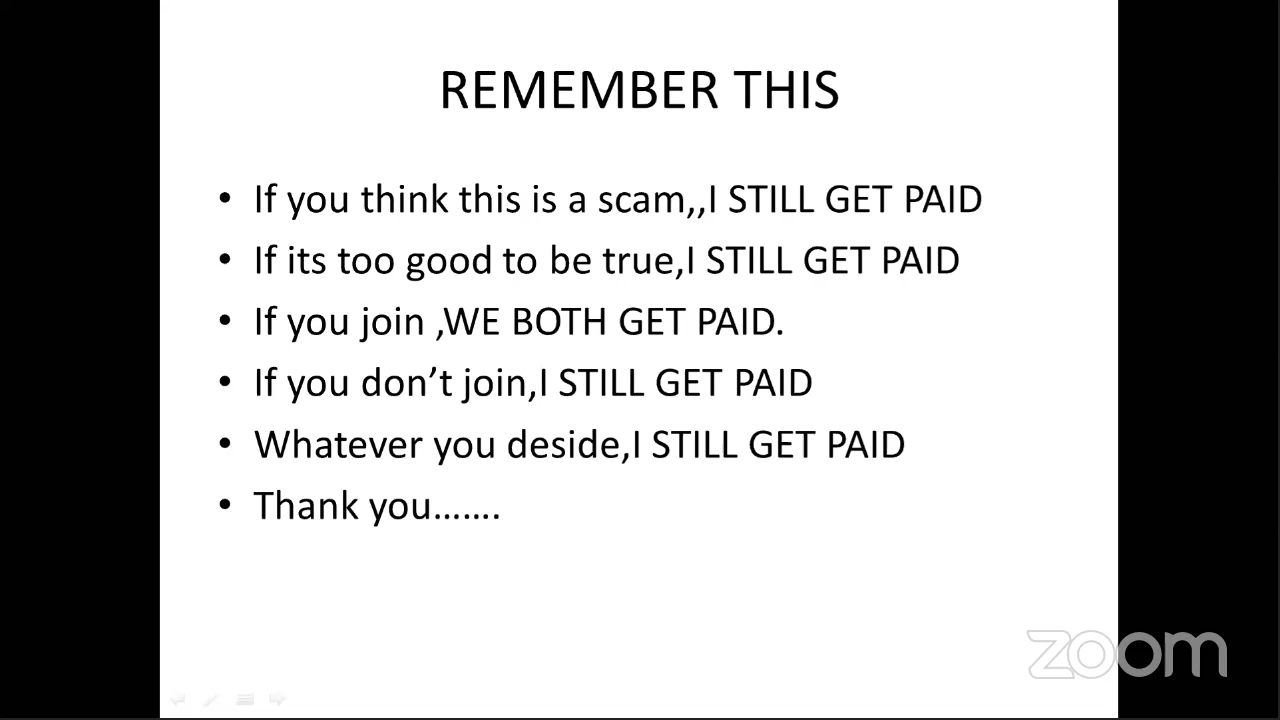 REMEMBER THIS
• If you think this is a scam,,I STILL GET PAID
• If its too good to be true,I STILL GET PAID
• If you join ,WE BOTH GET PAID.
• If you don’t join,I STILL GET PAID
• Whatever you deside,I STILL GET PAID
• Thank you…….
zoom